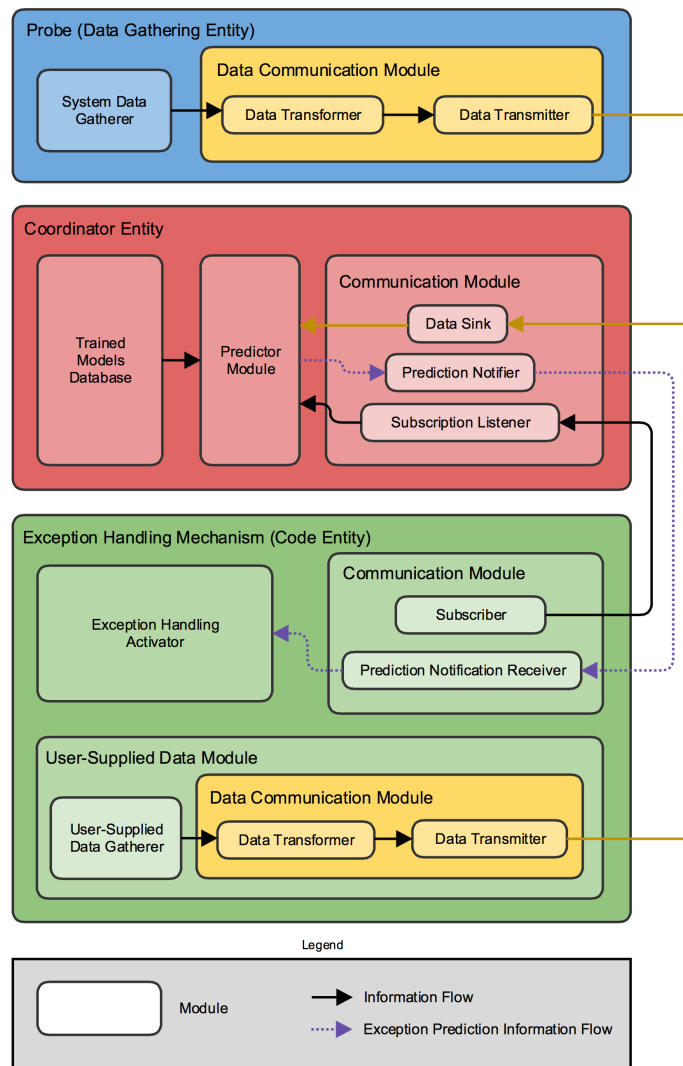 Probe (Data Gathering Entity)
Data Communication Module
System Data
Gatherer
Data Transformer
Data Transmitter
Coordinator Entity
Trained
Models
Database
Predictor
Module
Communication Module
Data Sink
Prediction Notifier
Subscription Listener
Exception Handling Mechanism (Code Entity)
Exception Handling
Activator
Communication Module
Subscriber
Prediction Notification Receiver
User-Supplied Data Module
User-Supplied
Data Gatherer
Data Communication Module
Data Transformer
Data Transmitter
Legend
Module
Information Flow
Exception Prediction Information Flow